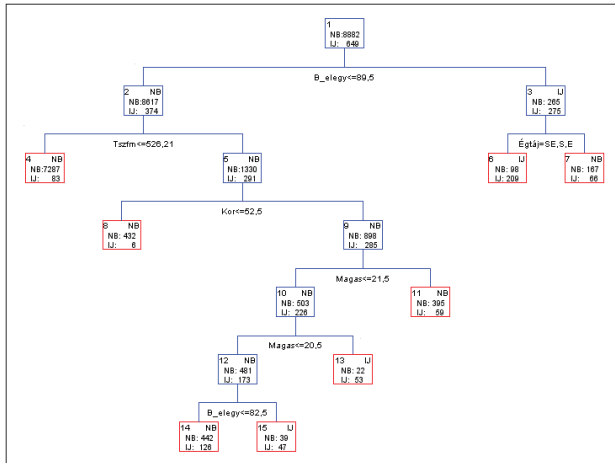 1
NB:8882
IJ: 649
B_elegy<=89,5
2 NB
NB:8617
IJ: 374
3 IJ
NB: 265
IJ: 275
Tszfm<=526,21
Égtáj=SE,S,E
4 NB
NB:7287
IJ: 83
5 NB
NB:1330
IJ: 291
6 IJ
NB: 98
IJ: 209
7 NB
NB: 167
IJ: 66
Kor<=52,5
8 NB
NB: 432
IJ: 6
9 NB
NB: 898
IJ: 285
Magas<=21,5
10 NB
NB: 503
IJ: 226
11 NB
NB: 395
IJ: 59
Magas<=20,5
12 NB
NB: 481
IJ: 173
13 IJ
NB: 22
IJ: 53
B_elegy<=82,5
14 NB
NB: 442
IJ: 126
15 IJ
NB: 39
IJ: 47